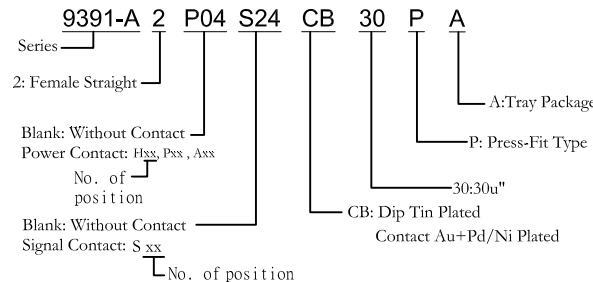 9391-A 2 P04 S24 CB 30 P A
Series
2: Female Straight
A:Tray Package
Blank: Without Contact
P: Press-Fit Type
Power Contact: Hxx, Pxx , Axx
No. of
position
30:30u"
Blank: Without Contact
CB: Dip Tin Plated
Signal Contact: S xx
Contact Au+Pd/Ni Plated
No. of position